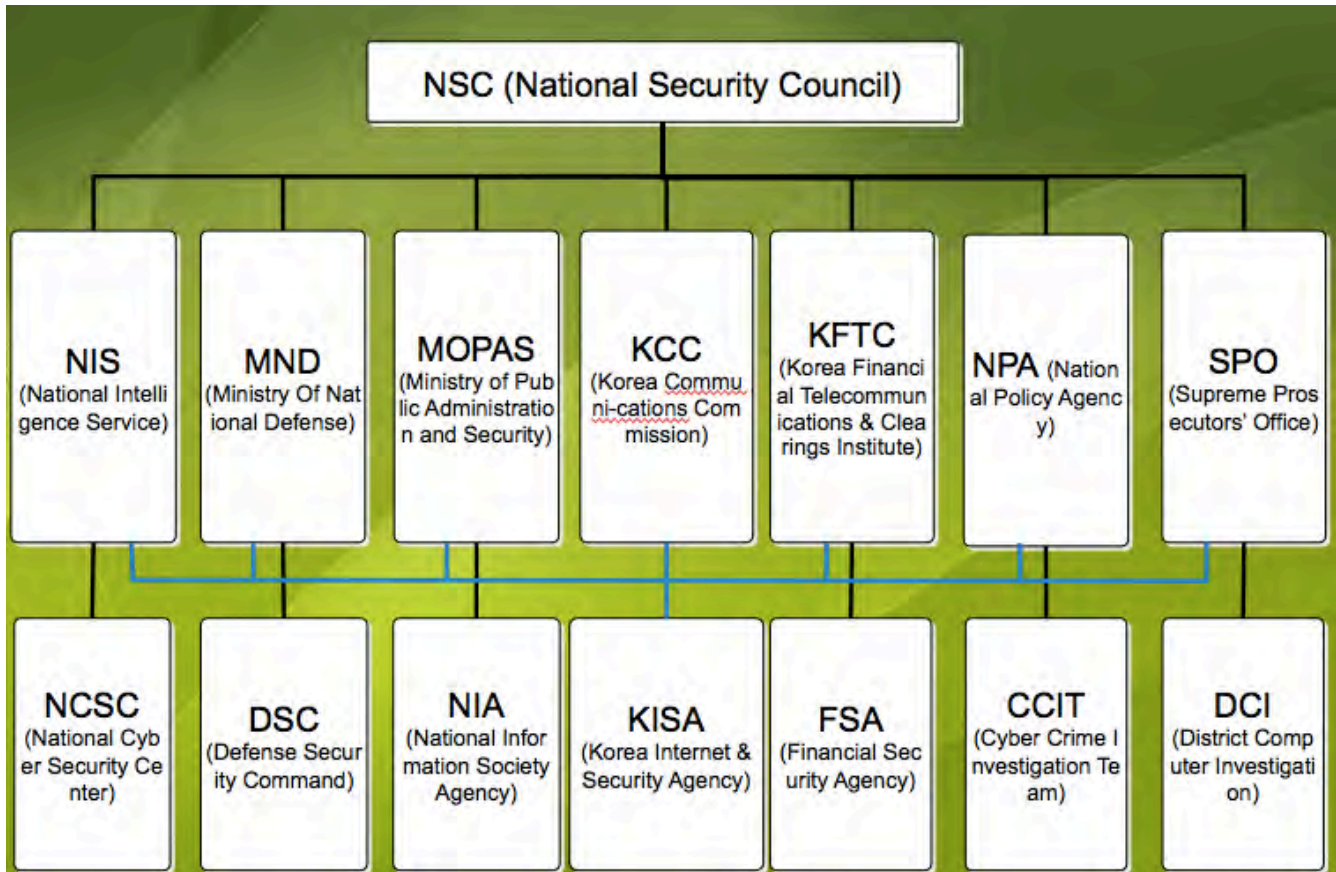 NSC (National Security Council)
NIS
(National Intelli
gence Service)
MND
(Ministry Of Nat
ional Defense)
MOPAS
(Ministry of Pub
lic Administratio
n and Security)
KCC
(Korea Commu
ni-cations Com
mission)
KFTC
(Korea Financi
al Telecommun
ications & Clea
rings Institute)
NPA (Nation
al Policy Agenc
y)
SPO
(Supreme Pros
ecutors' Office)
NCSC
(National Cyb
er Security Ce
nter)
DSC
(Defense Secur
ity Command)
NIA
(National Infor
mation Society
Agency)
KISA
(Korea Internet &
Security Agency)
FSA
(Financial Sec
urity Agency)
CCIT
(Cyber Crime I
nvestigation Te
am)
DCI
(District Comp
uter Investigati
on)